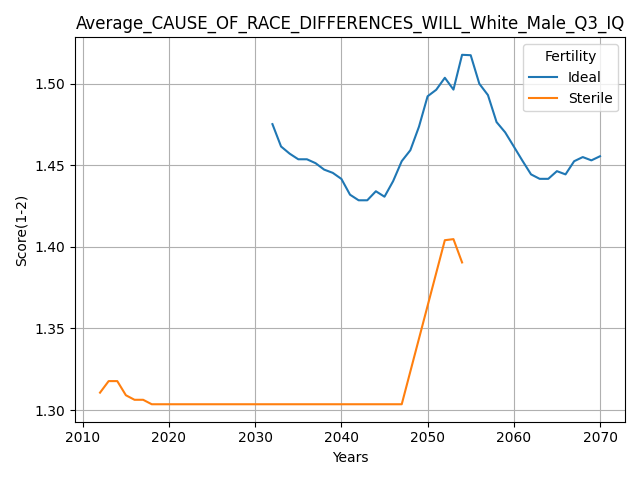 Average_CAUSE_OF_RACE_DIFFERENCES_WILL_White_Male_Q3_IQ
Fertility
Ideal
Sterile
Score(1-2)
1.50
1.45
1.40
1.35
1.30
2010 2020 2030 2040 2050 2060 2070
Years